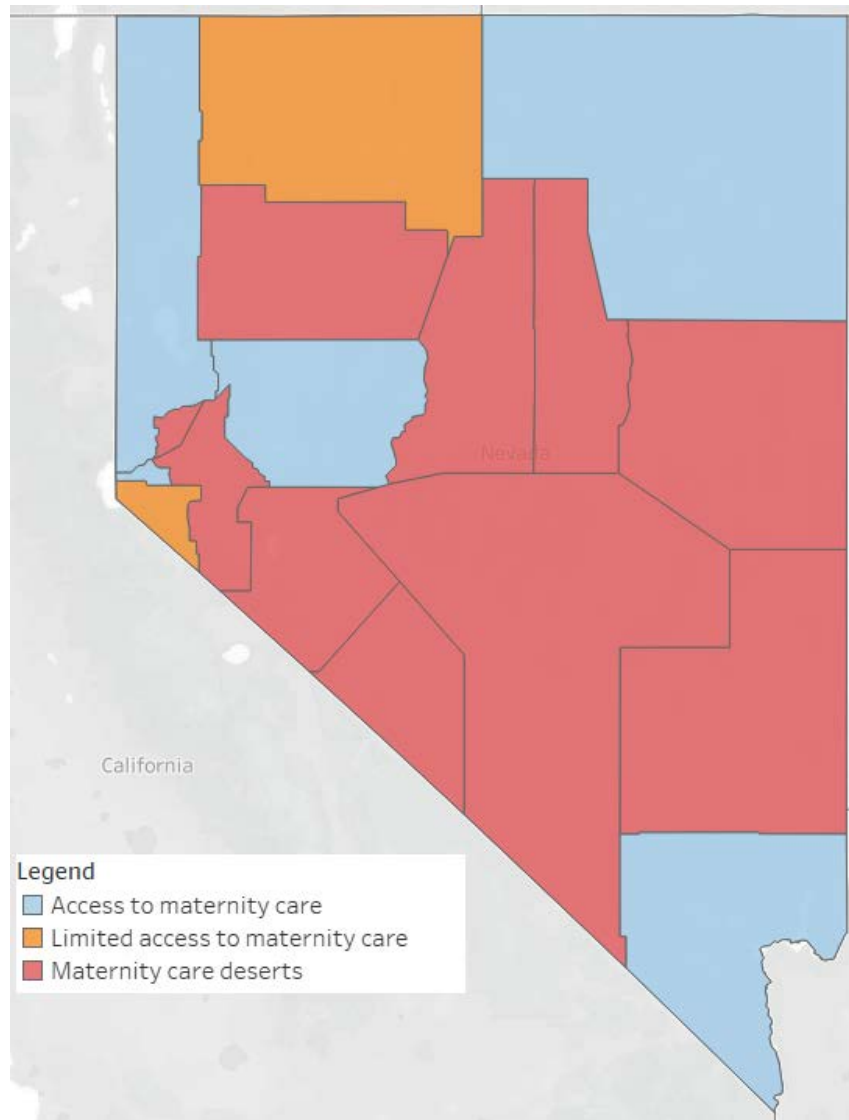 Nevada
California
Legend
Access to maternity care
Limited access to maternity care
Maternity care deserts